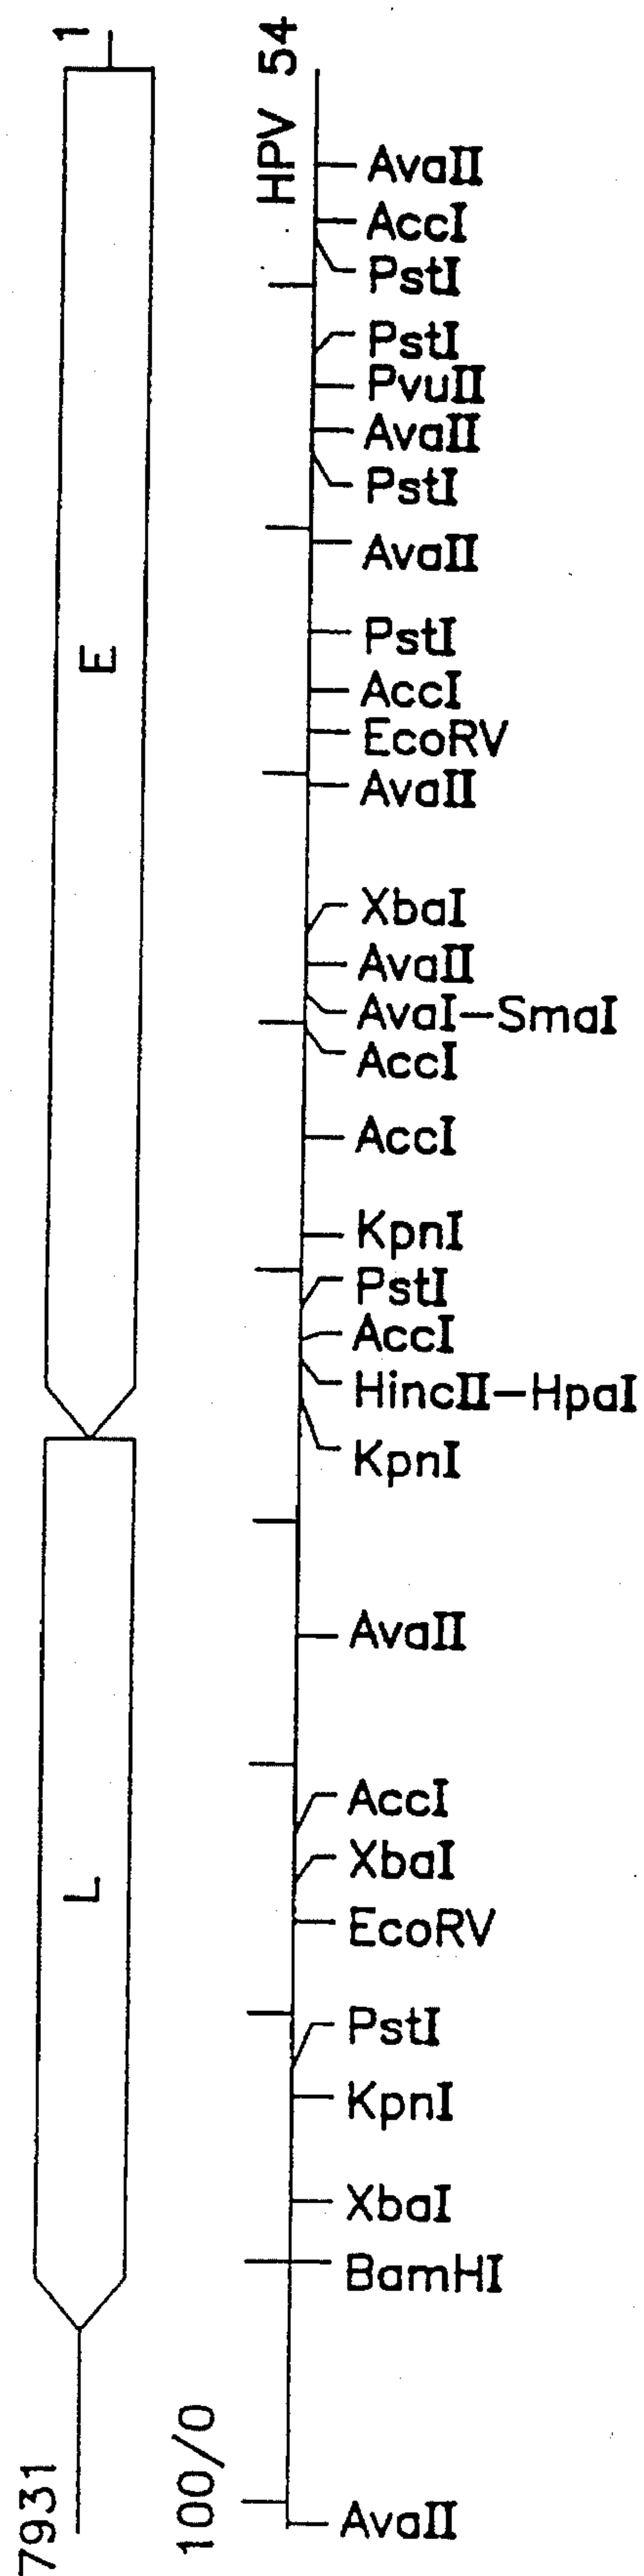 1
E
L
7931
HPV 54
AvaII
AccI
PstI
PstI
PvuII
AvaII
PstI
AvaII
PstI
AccI
EcoRV
AvaII
XbaI
AvaII
AvaI-SmaI
AccI
AccI
KpnI
PstI
AccI
HincII-HpaI
KpnI
AvaII
AccI
XbaI
EcoRV
PstI
KpnI
XbaI
BamHI
100/0
AvaII